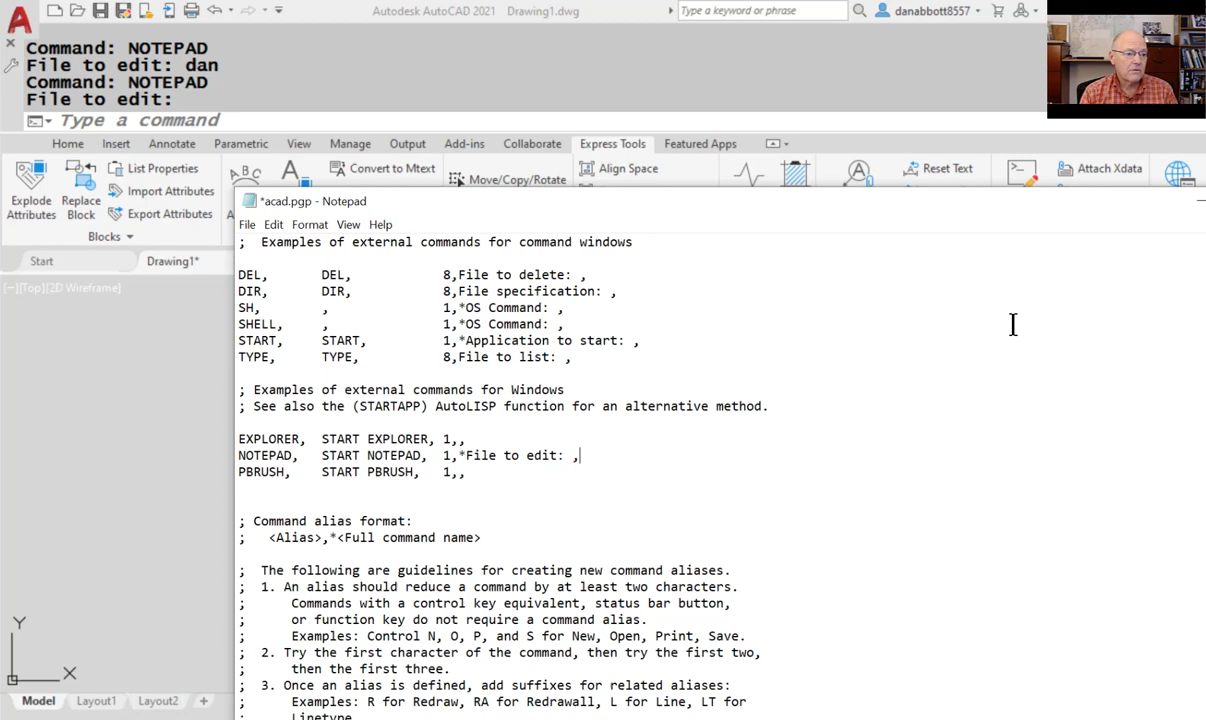 Autodesk AutoCAD 2021 Drawing1.dwg
Type a keyword or phrase
danabbott8557
Command: NOTEPAD
File to edit: dan
Command: NOTEPAD
File to edit:
Type a command
Home Insert Annotate Parametric View Manage Output Add-ins Collaborate Express Tools Featured Apps
Explode Attributes
Replace Block
List Properties
Import Attributes
Export Attributes
Blocks
ABC
A
Convert to Mtext
Move/Copy/Rotate
Align Space
Reset Text
Attach Xdata
Start Drawing1*
[−][Top][2D Wireframe]
*acad.pgp - Notepad
File Edit Format View Help
;  Examples of external commands for command windows
DEL,       DEL,            8,File to delete: ,
DIR,       DIR,            8,File specification: ,
SH,        ,               1,*OS Command: ,
SHELL,     ,               1,*OS Command: ,
START,     START,          1,*Application to start: ,
TYPE,      TYPE,           8,File to list: ,
; Examples of external commands for Windows
; See also the (STARTAPP) AutoLISP function for an alternative method.
EXPLORER,  START EXPLORER, 1,,
NOTEPAD,   START NOTEPAD,  1,*File to edit: ,
PBRUSH,    START PBRUSH,   1,,
; Command alias format:
;   <Alias>,*<Full command name>
;  The following are guidelines for creating new command aliases.
;  1. An alias should reduce a command by at least two characters.
;      Commands with a control key equivalent, status bar button,
;      or function key do not require a command alias.
;      Examples: Control N, O, P, and S for New, Open, Print, Save.
;  2. Try the first character of the command, then try the first two,
;      then the first three.
;  3. Once an alias is defined, add suffixes for related aliases:
;      Examples: R for Redraw, RA for Redrawall, L for Line, LT for
;      Linetype.
Y
X
Model Layout1 Layout2 +